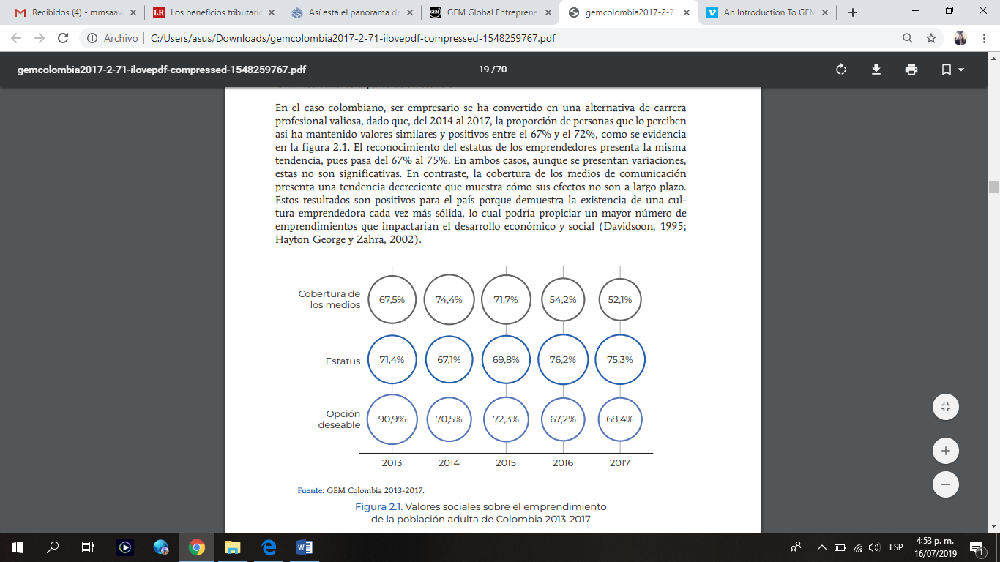 Recibidos (4) - mmsaav
Los beneficios tributari
Así está el panorama de
GEM Global Entreprene
gemcolombia2017-2-7
An Introduction To GEM
Archivo
C:/Users/asus/Downloads/gemcolombia2017-2-71-ilovepdf-compressed-1548259767.pdf
gemcolombia2017-2-71-ilovepdf-compressed-1548259767.pdf
19 / 70
En el caso colombiano, ser empresario se ha convertido en una alternativa de carrera
profesional valiosa, dado que, del 2014 al 2017, la proporción de personas que lo perciben
así ha mantenido valores similares y positivos entre el 67% y el 72%, como se evidencia
en la figura 2.1. El reconocimiento del estatus de los emprendedores presenta la misma
tendencia, pues pasa del 67% al 75%. En ambos casos, aunque se presentan variaciones,
estas no son significativas. En contraste, la cobertura de los medios de comunicación
presenta una tendencia decreciente que muestra cómo sus efectos no son a largo plazo.
Estos resultados son positivos para el país porque demuestra la existencia de una cul-
tura emprendedora cada vez más sólida, lo cual podría propiciar un mayor número de
emprendimientos que impactarían el desarrollo económico y social (Davidsoon, 1995;
Hayton George y Zahra, 2002).
Cobertura de
los medios
67,5% 74,4% 71,7% 54,2% 52,1%
Estatus 71,4% 67,1% 69,8% 76,2% 75,3%
Opción
deseable
90,9% 70,5% 72,3% 67,2% 68,4%
2013 2014 2015 2016 2017
Fuente: GEM Colombia 2013-2017.
Figura 2.1. Valores sociales sobre el emprendimiento
de la población adulta de Colombia 2013-2017
ESP
4:53 p. m.
16/07/2019
1